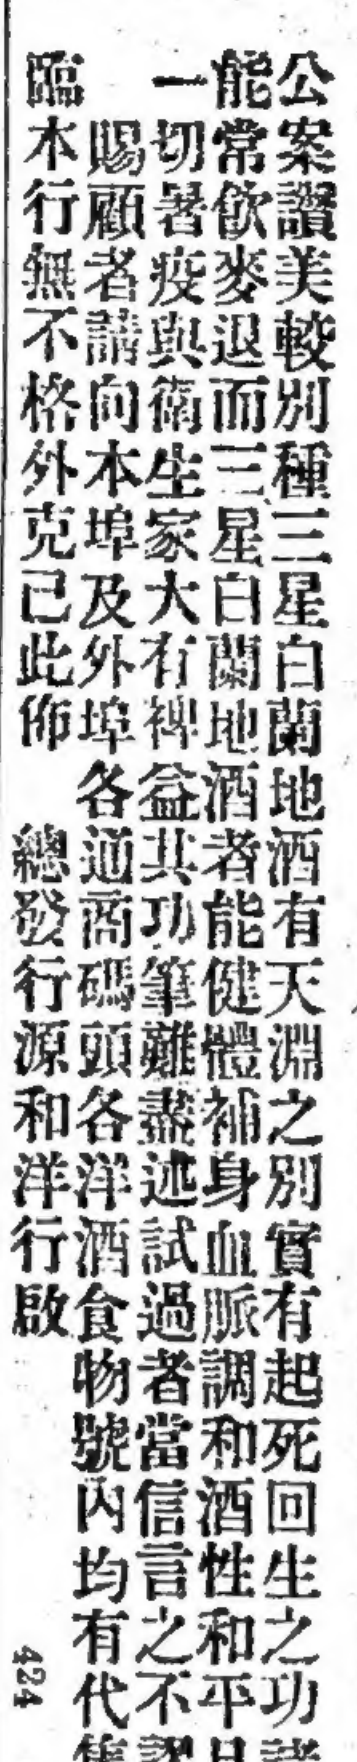 公案讚美較別種三星白蘭地酒有天淵之別實有起死回生之功諸
能常飲麥退而三星白蘭地酒者能健體補身血脈調和酒性和平且
一切暑疫與衛生家大有裨益其功筆難盡述試過者當信言之不謬
賜顧者請向本埠及外埠各通商碼頭各洋酒食物號內均有代售
臨本行無不格外克己此佈 總發行源和洋行啟
424